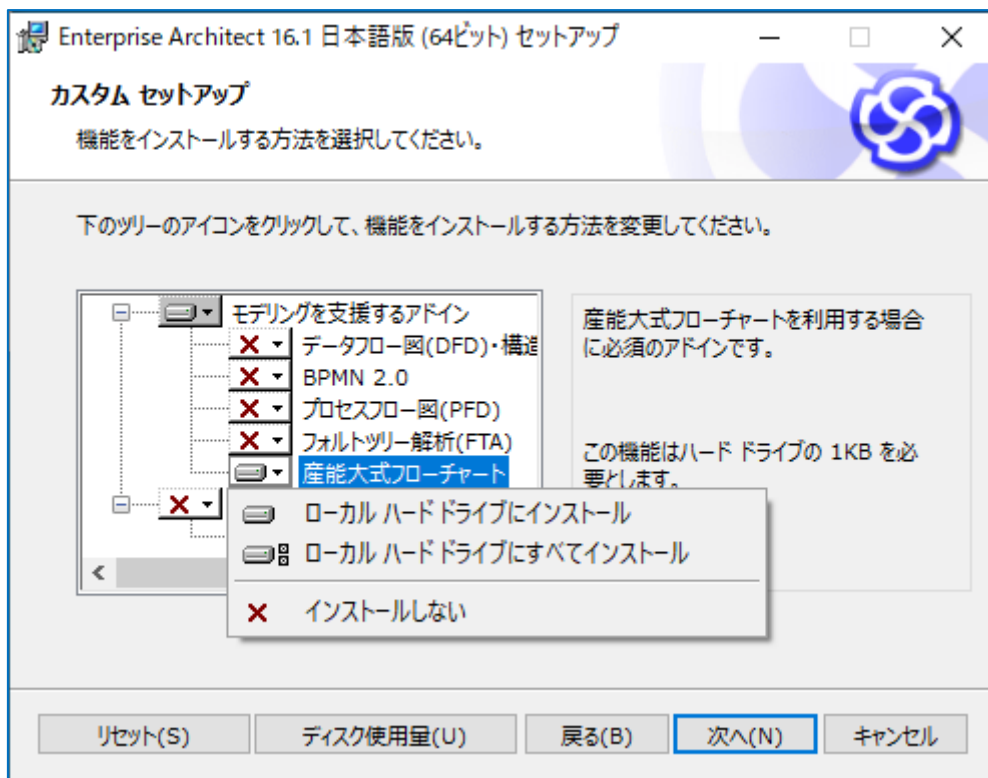 Enterprise Architect 16.1 日本語版 (64ビット) セットアップ
カスタム セットアップ
機能をインストールする方法を選択してください。
下のツリーのアイコンをクリックして、機能をインストールする方法を変更してください。
モデリングを支援するアドイン
データフロー図(DFD)・構造
BPMN 2.0
プロセスフロー図(PFD)
フォルトツリー解析(FTA)
産能大式フローチャート
産能大式フローチャートを利用する場合
に必須のアドインです。
この機能はハード ドライブの 1KB を必
要とします。
ローカル ハード ドライブにインストール
ローカル ハード ドライブにすべてインストール
インストールしない
リセット(S)
ディスク使用量(U)
戻る(B)
次へ(N)
キャンセル